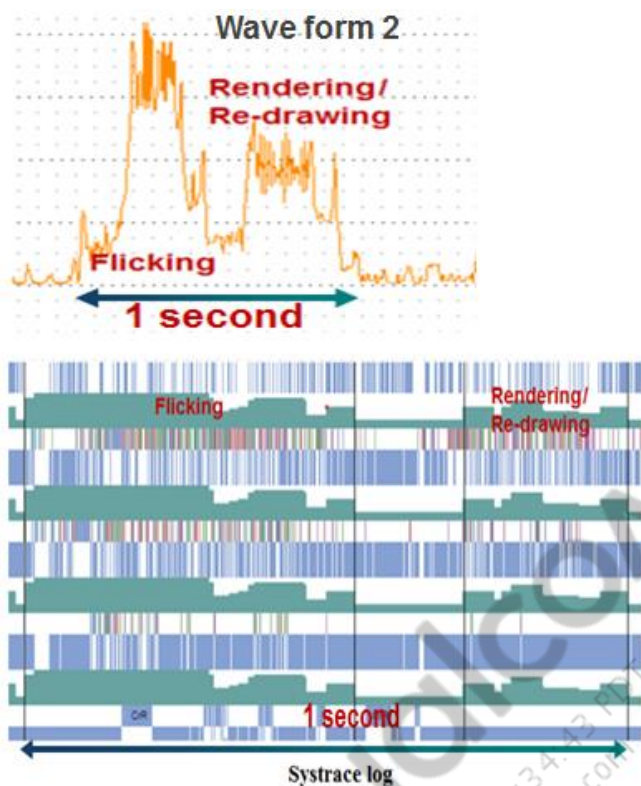 Wave form 2
Rendering/
Re-drawing
Flicking
1 second
Flicking
Rendering/
Re-drawing
C/R
1 second
Systrace log